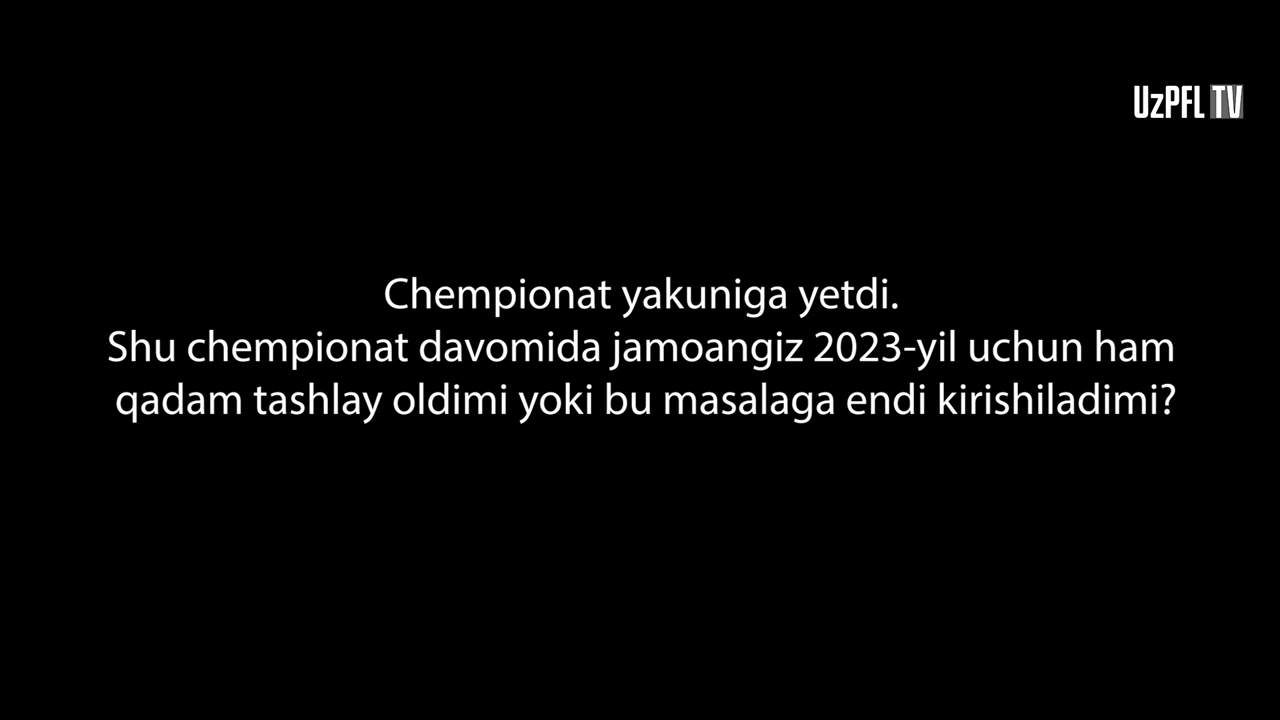 UzPFL TV
Chempionat yakuniga yetdi.
Shu chempionat davomida jamoangiz 2023-yil uchun ham
qadam tashlay oldimi yoki bu masalaga endi kirishiladimi?